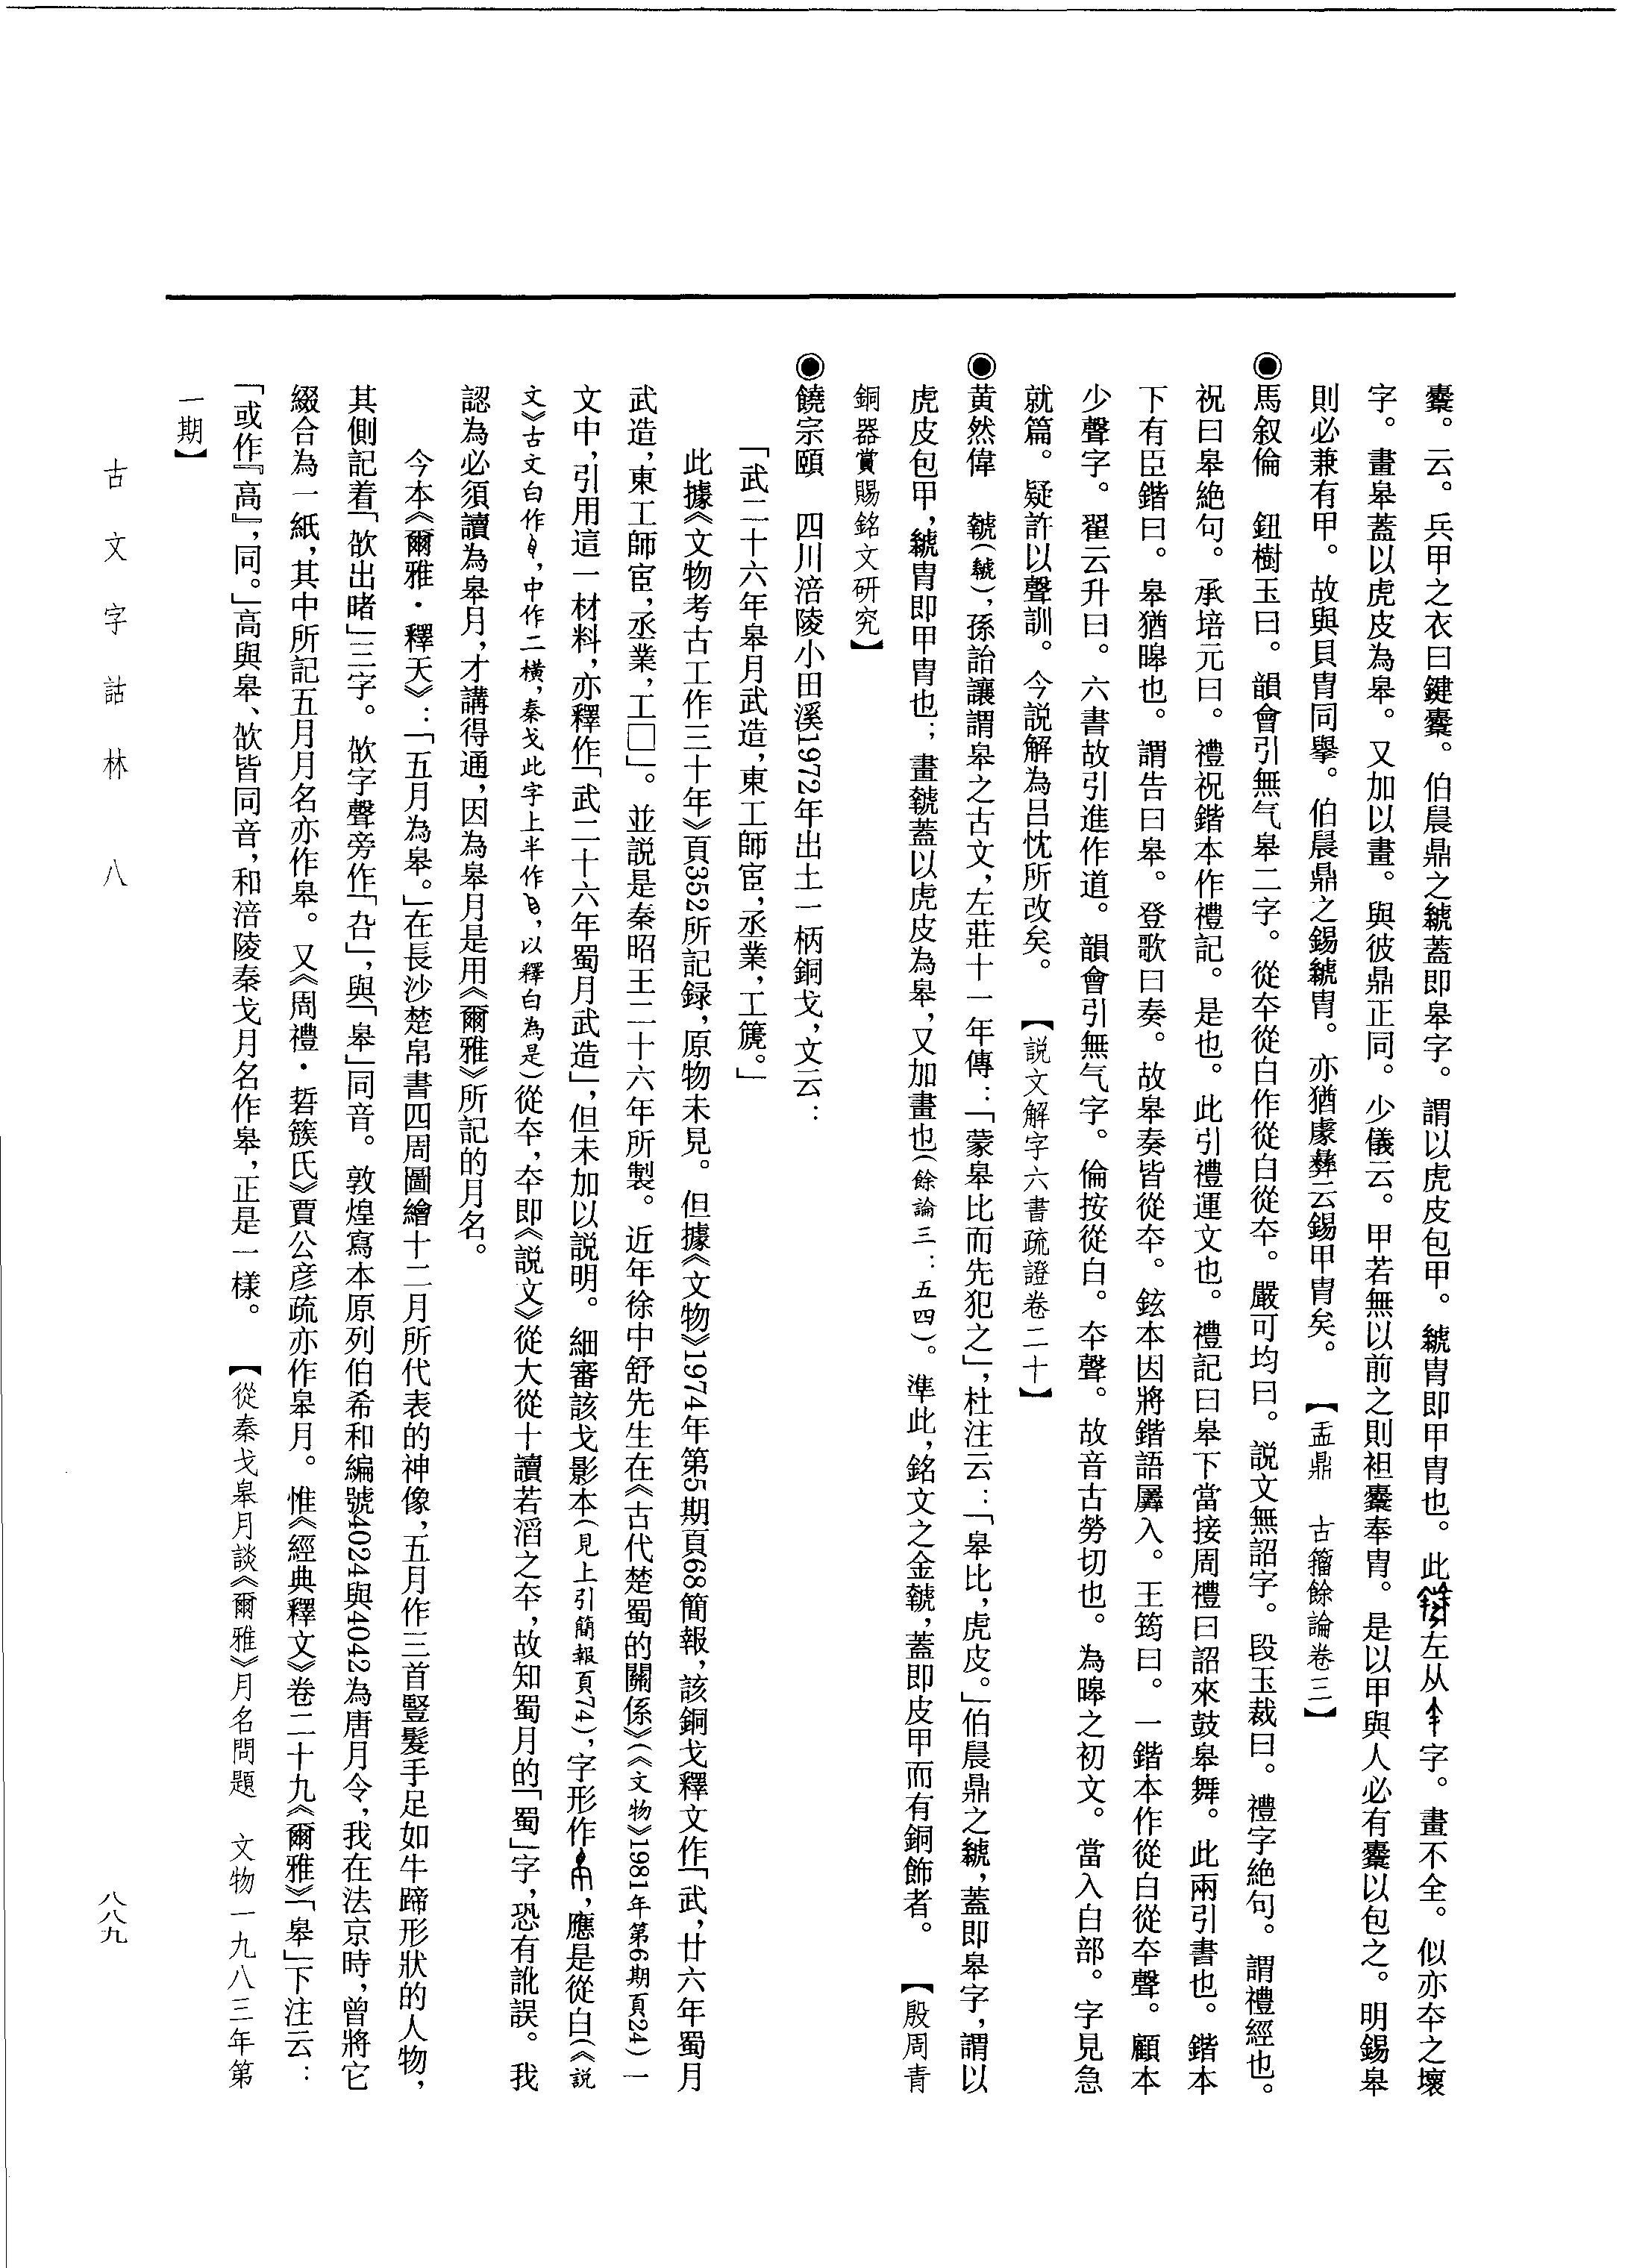 櫜。云。兵甲之衣曰鍵櫜。伯晨鼎之虢蓋即皋字。謂以虎皮包甲。虢冑即甲冑也。此左从字。畫不全。似亦夲之壞
字。畫皋蓋以虎皮為皋。又加以畫。與彼鼎正同。少儀云。甲若無以前之則袒櫜奉冑。是以甲與人必有櫜以包之。明錫皋
則必兼有甲。故與貝冑同擧。伯晨鼎之錫虢冑。亦猶彖彝云錫甲冑矣。　【盂鼎　古籀餘論卷三】
◉馬叙倫　鈕樹玉曰。韻會引無气皋二字。從夲從白作從白從夲。嚴可均曰。説文無詔字。段玉裁曰。禮字絶句。謂禮經也。
祝曰皋絶句。承培元曰。禮祝鍇本作禮記。是也。此引禮運文也。禮記曰皋下當接周禮曰詔來鼓皋舞。此兩引書也。鍇本
下有臣鍇曰。皋猶嗥也。謂告曰皋。登歌曰奏。故皋奏皆從夲。鉉本因將鍇語羼入。王筠曰。一鍇本作從白從夲聲。顧本
少聲字。翟云升曰。六書故引進作道。韻會引無气字。倫按從白。夲聲。故音古勞切也。為皞之初文。當入白部。字見急
就篇。疑許以聲訓。今説解為呂忱所改矣。　【説文解字六書疏證卷二十】
◉黄然偉　虢(虢)，孫詒讓謂皋之古文，左莊十一年傳：「蒙皋比而先犯之」，杜注云：「皋比，虎皮。」伯晨鼎之虢，蓋即皋字，謂以
虎皮包甲，虢冑即甲冑也；畫虢蓋以虎皮為皋，又加畫也(餘論三：五四)。準此，銘文之金虢，蓋即皮甲而有銅飾者。　【殷周青
銅器賞賜銘文研究】
◉饒宗頤　四川涪陵小田溪1972年出土一柄銅戈，文云：
「武二十六年皋月武造，東工師宦，丞業，工篪。」
此據《文物考古工作三十年》頁352所記録，原物未見。但據《文物》1974年第5期頁68簡報，該銅戈釋文作「武，廿六年蜀月
武造，東工師宦，丞業，工□」。並説是秦昭王二十六年所製。近年徐中舒先生在《古代楚蜀的關係》(《文物》1981年第6期頁24)一
文中，引用這一材料，亦釋作「武二十六年蜀月武造」，但未加以説明。細審該戈影本(見上引簡報頁74)，字形作，應是從白(《説
文》古文白作，中作二横，秦戈此字上半作，以釋白為是)從夲，夲即《説文》從大從十讀若滔之夲，故知蜀月的「蜀」字，恐有訛誤。我
認為必須讀為皋月，才講得通，因為皋月是用《爾雅》所記的月名。
今本《爾雅・釋天》：「五月為皋。」在長沙楚帛書四周圖繪十二月所代表的神像，五月作三首豎髮手足如牛蹄形狀的人物，
其側記着「㰶出睹」三字。㰶字聲旁作「叴」，與「皋」同音。敦煌寫本原列伯希和編號4024與4042為唐月令，我在法京時，曾將它
綴合為一紙，其中所記五月月名亦作皋。又《周禮・硩蔟氏》賈公彦疏亦作皋月。惟《經典釋文》卷二十九《爾雅》「皋」下注云：
「或作『高』，同。」高與皋、㰶皆同音，和涪陵秦戈月名作皋，正是一樣。　【從秦戈皋月談《爾雅》月名問題　文物一九八三年第
一期】
古文字詁林　八
八八九